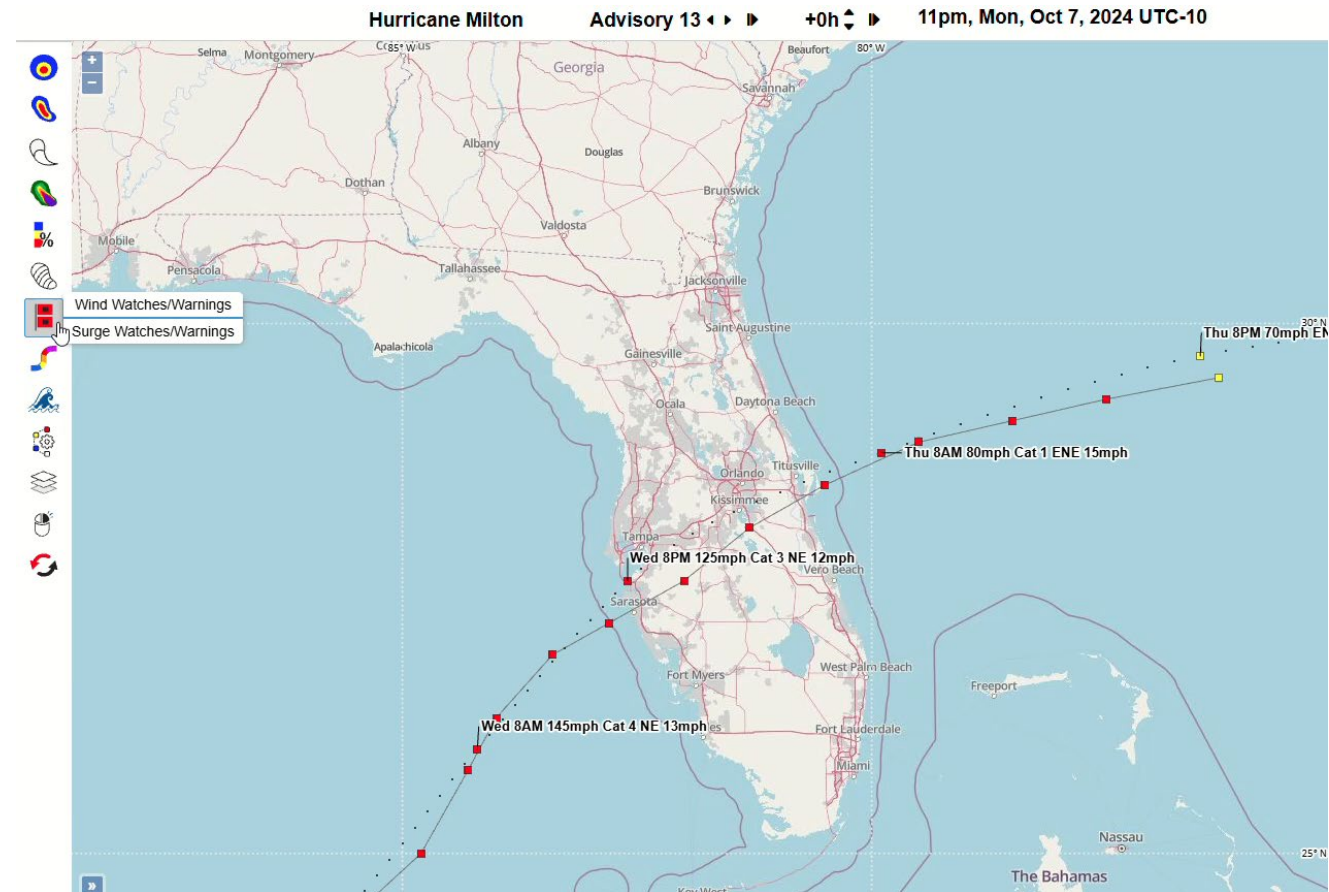 Hurricane Milton Advisory 13 +0h 11pm, Mon, Oct 7, 2024 UTC-10
85° W
80° W
Beaufort
Selma
Montgomery
Georgia
Savannah
Albany
Douglas
Dothan
Brunswick
Valdosta
Mobile
Pensacola
Tallahassee
Jacksonville
%
Wind Watches/Warnings
Surge Watches/Warnings
Saint Augustine
30° N
Thu 8PM 70mph EN
Apalachicola
Gainesville
Ocala
Daytona Beach
Thu 8AM 80mph Cat 1 ENE 15mph
Orlando
Titusville
Kissimmee
Tampa
Wed 8PM 125mph Cat 3 NE 12mph
Vero Beach
Sarasota
West Palm Beach
Fort Myers
Freeport
Wed 8AM 145mph Cat 4 NE 13mph
Fort Lauderdale
Miami
Nassau
25° N
The Bahamas
Key West